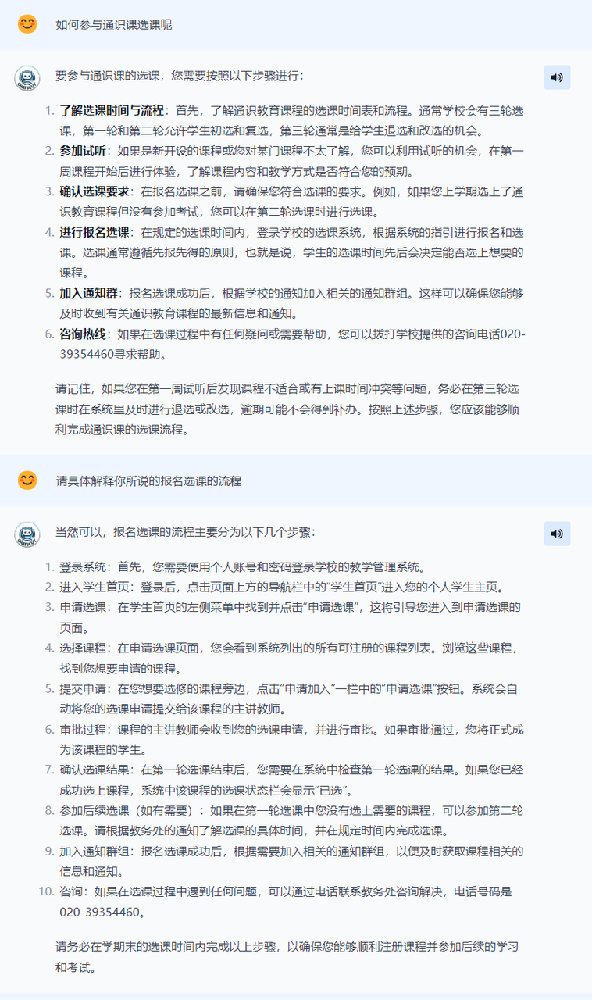 如何参与通识课选课呢
要参与通识课的选课，您需要按照以下步骤进行：
1. 了解选课时间与流程：首先，了解通识教育课程的选课时间表和流程。通常学校会有三轮选
课，第一轮和第二轮允许学生初选和复选，第三轮通常是给学生退选和改选的机会。
2. 参加试听：如果是新开设的课程或您对某门课程不太了解，您可以利用试听的机会，在第一
周课程开始后进行体验，了解课程内容和教学方式是否符合您的预期。
3. 确认选课要求：在报名选课之前，请确保您符合选课的要求。例如，如果您上学期选上了通
识教育课程但没有参加考试，您可以在第二轮选课时进行选课。
4. 进行报名选课：在规定的选课时间内，登录学校的选课系统，根据系统的指引进行报名和选
课。选课通常遵循先报先得的原则，也就是说，学生的选课时间先后会决定能否选上想要的
课程。
5. 加入通知群：报名选课成功后，根据学校的通知加入相关的通知群组。这样可以确保您能够
及时收到有关通识教育课程的最新信息和通知。
6. 咨询热线：如果在选课过程中有任何疑问或需要帮助，您可以拨打学校提供的咨询电话020-
39354460寻求帮助。
请记住，如果您在第一周试听后发现课程不适合或有上课时间冲突等问题，务必在第三轮选
课时在系统里及时进行退选或改选，逾期可能不会得到补办。按照上述步骤，您应该能够顺
利完成通识课的选课流程。
请具体解释你所说的报名选课的流程
当然可以，报名选课的流程主要分为以下几个步骤：
1. 登录系统：首先，您需要使用个人账号和密码登录学校的教学管理系统。
2. 进入学生首页：登录后，点击页面上方的导航栏中的"学生首页"进入您的个人学生主页。
3. 申请选课：在学生首页的左侧菜单中找到并点击"申请选课"，这将引导您进入到申请选课的
页面。
4. 选择课程：在申请选课页面，您会看到系统列出的所有可注册的课程列表。浏览这些课程，
找到您想要申请的课程。
5. 提交申请：在您想要选修的课程旁边，点击"申请加入"一栏中的"申请选课"按钮。系统会自
动将您的选课申请提交给该课程的主讲教师。
6. 审批过程：课程的主讲教师会收到您的选课申请，并进行审批。如果审批通过，您将正式成
为该课程的学生。
7. 确认选课结果：在第一轮选课结束后，您需要在系统中检查第一轮选课的结果。如果您已经
成功选上课程，系统中该课程的选课状态栏会显示"已选"。
8. 参加后续选课（如有需要）：如果在第一轮选课中您没有选上需要的课程，可以参加第二轮
选课。请根据教务处的通知了解选课的具体时间，并在规定时间内完成选课。
9. 加入通知群组：报名选课成功后，根据需要加入相关的通知群组，以便及时获取课程相关的
信息和通知。
10. 咨询：如果在选课过程中遇到任何问题，可以通过电话联系教务处咨询解决，电话号码是
020-39354460。
请务必在学期末的选课时间内完成以上步骤，以确保您能够顺利注册课程并参加后续的学习
和考试。